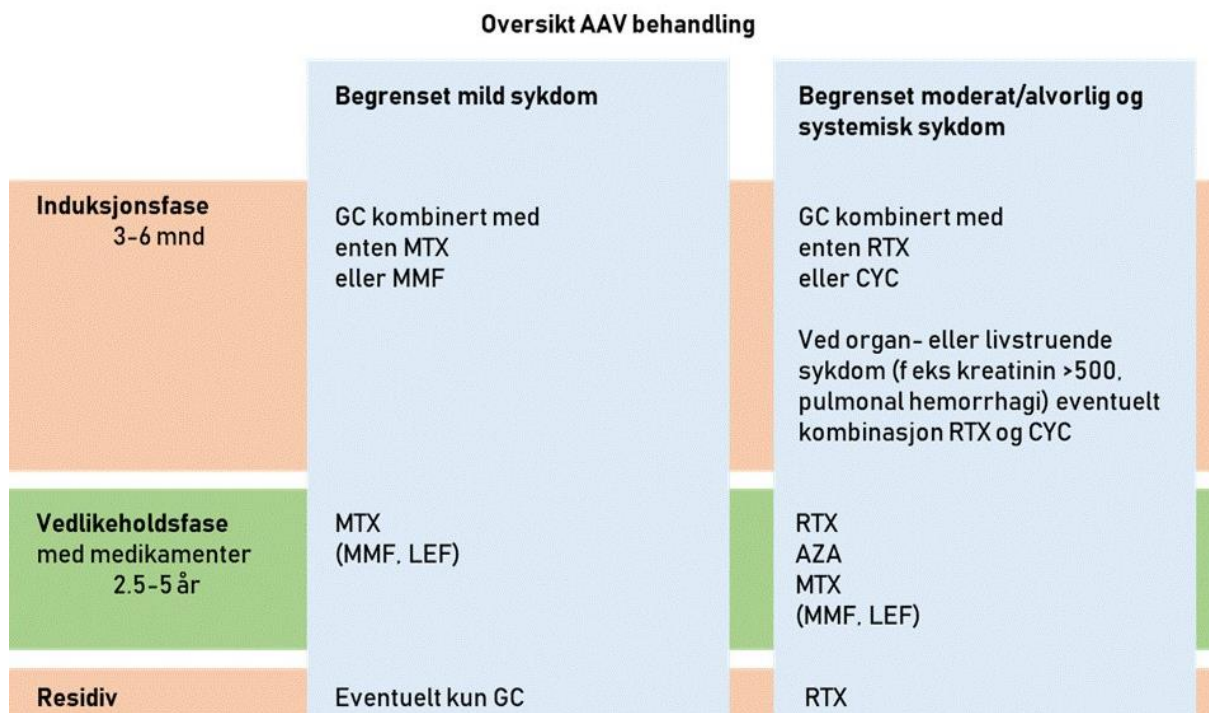 Oversikt AAV behandling
Begrenset mild sykdom
Begrenset moderat/alvorlig og
systemisk sykdom
Induksjonsfase
3-6 mnd
GC kombinert med
enten MTX
eller MMF
GC kombinert med
enten RTX
eller CYC
Ved organ- eller livstruende
sykdom (f eks kreatinin >500,
pulmonal hemorrhagi) eventuelt
kombinasjon RTX og CYC
Vedlikeholdsfase
med medikamenter
2.5-5 år
MTX
(MMF, LEF)
RTX
AZA
MTX
(MMF, LEF)
Residiv
Eventuelt kun GC
RTX